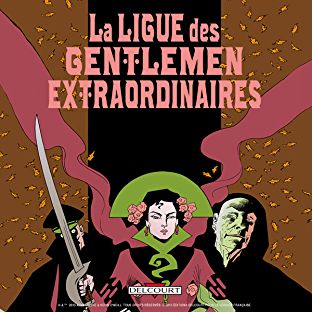 La LIGUE des
GENTLEMEN
EXTRAORDINAIRES
?
DELCOURT